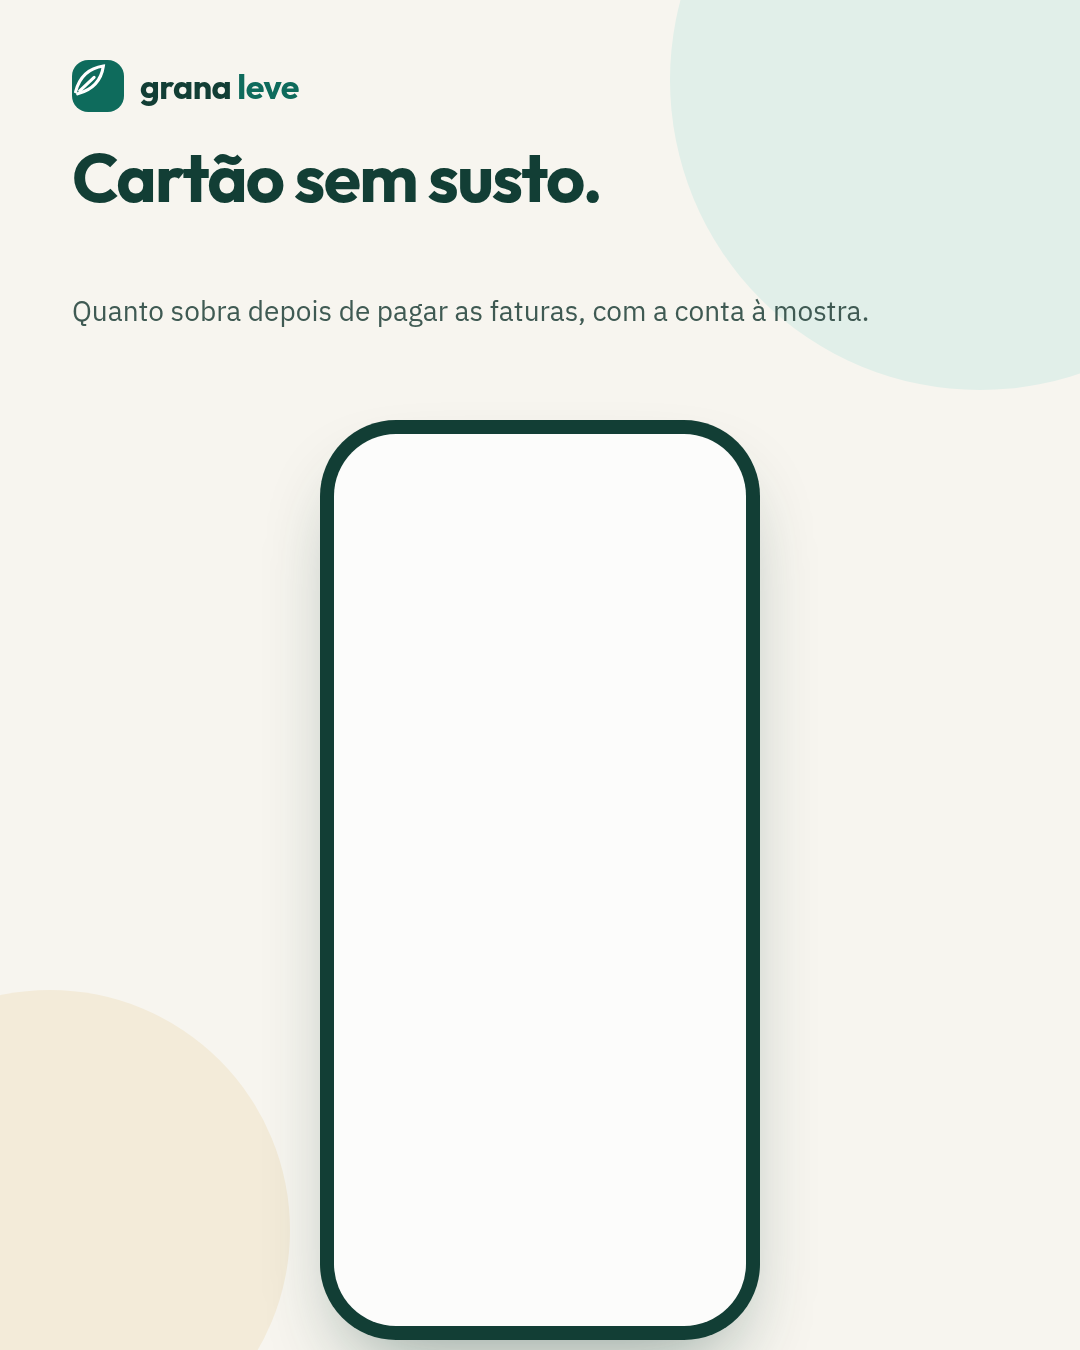 grana leve
Cartão sem susto.
Quanto sobra depois de pagar as faturas, com a conta à mostra.